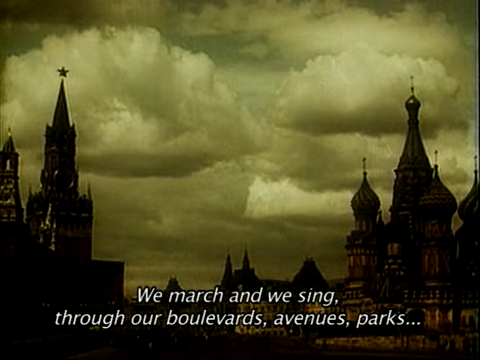 We march and we sing,
through our boulevards, avenues, parks...